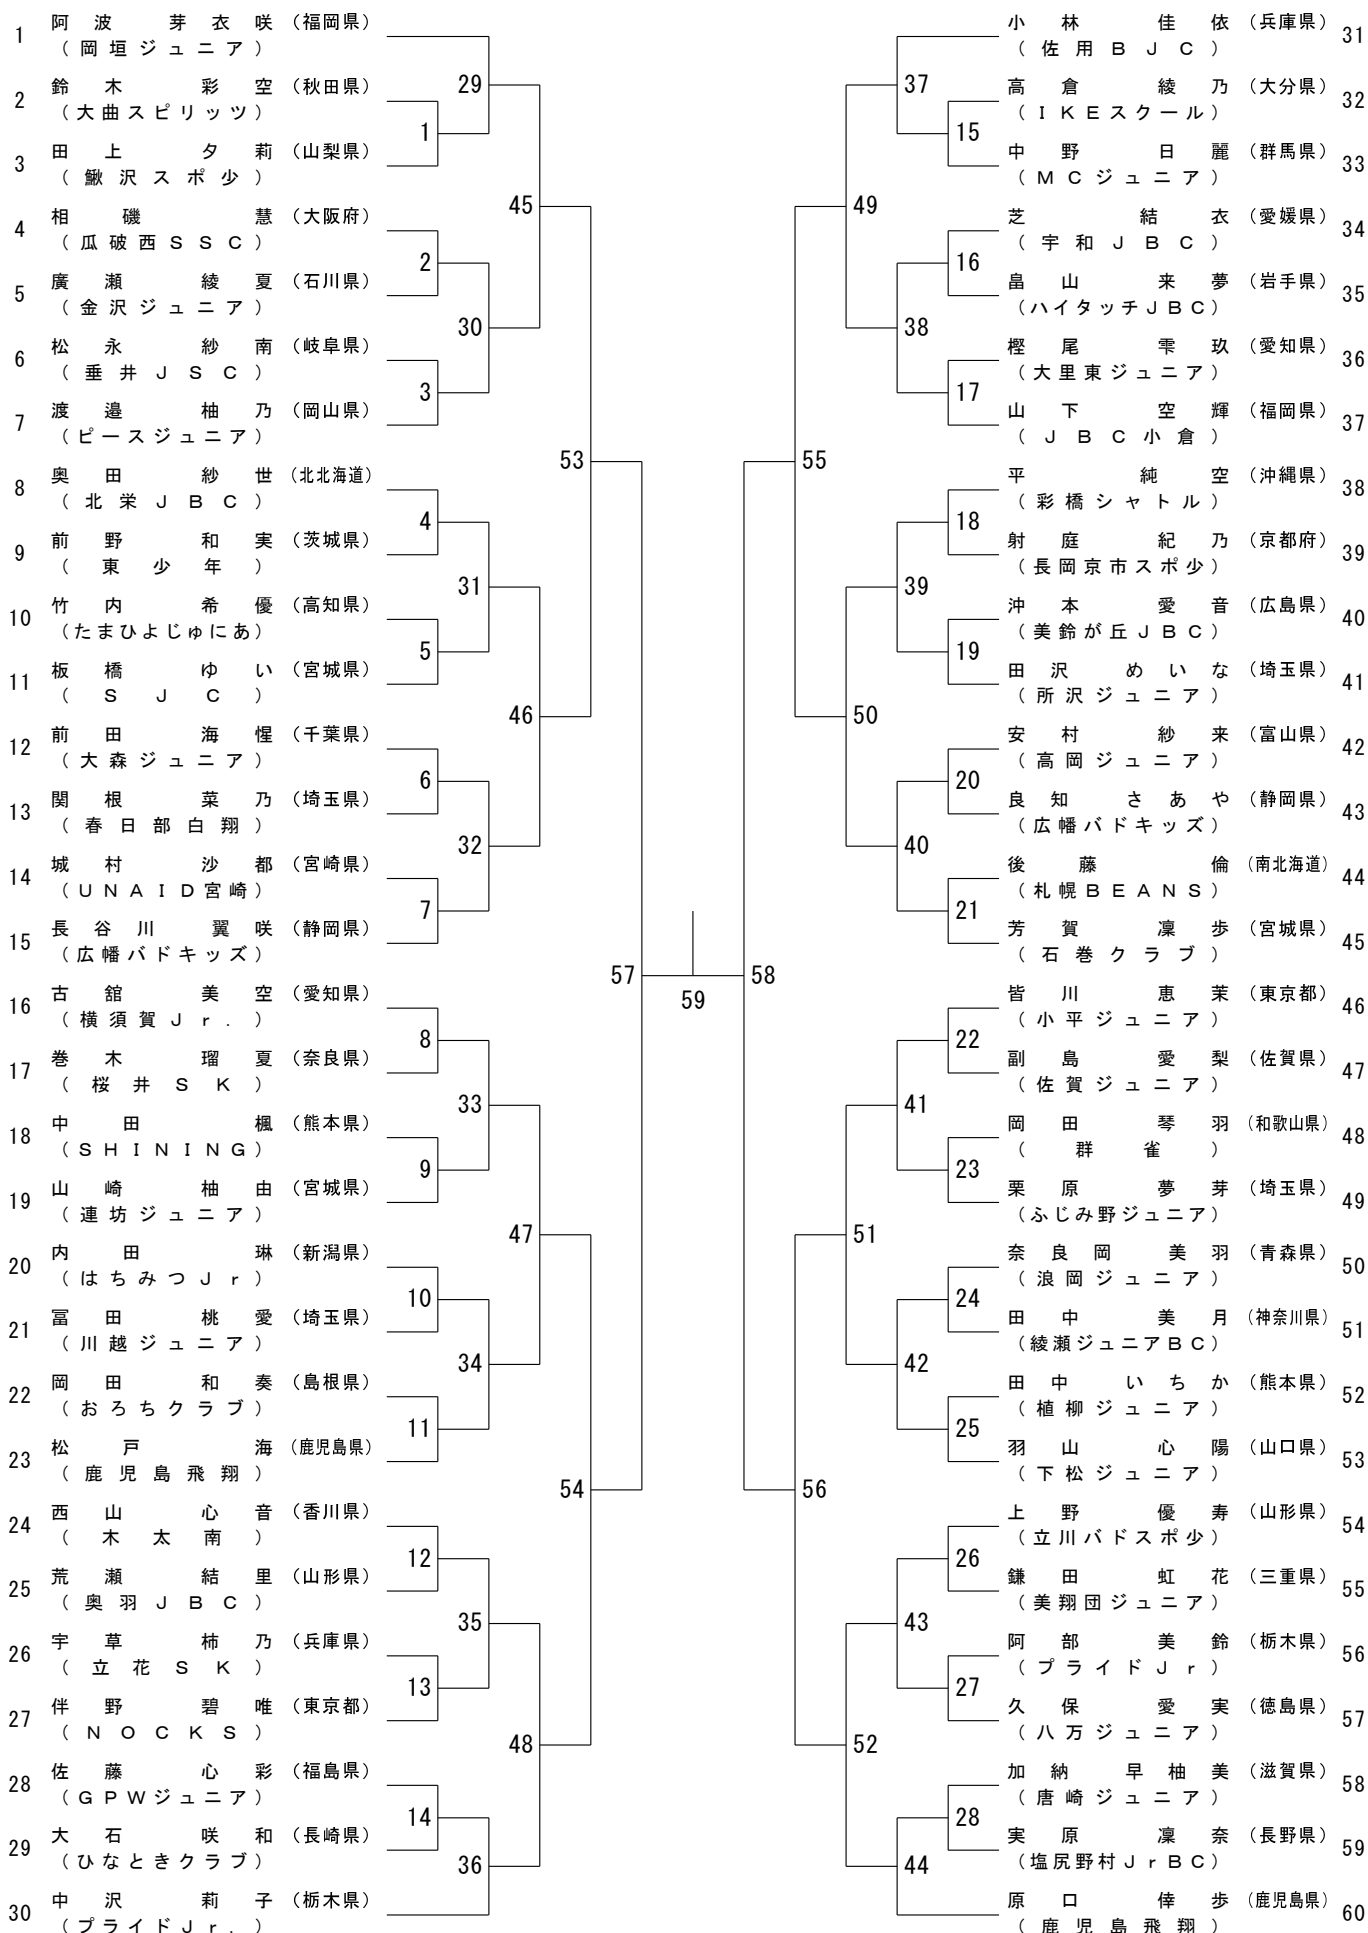 1 阿波 芽衣咲 (福岡県)
(岡垣ジュニア)
2 鈴木 彩空 (秋田県)
(大曲スピリッツ)
3 田上 夕莉 (山梨県)
(鰍沢スポ少)
4 相磯 慧 (大阪府)
(瓜破西SSC)
5 廣瀬 綾夏 (石川県)
(金沢ジュニア)
6 松永 紗南 (岐阜県)
(垂井JSC)
7 渡邉 柚乃 (岡山県)
(ピースジュニア)
8 奥田 紗世 (北北海道)
(北栄JBC)
9 前野 和実 (茨城県)
(東少年)
10 竹内 希優 (高知県)
(たまひよじゅにあ)
11 板橋 ゆい (宮城県)
(SJC)
12 前田 海惺 (千葉県)
(大森ジュニア)
13 関根 菜乃 (埼玉県)
(春日部白翔)
14 城村 沙都 (宮崎県)
(UNAID宮崎)
15 長谷川 翼咲 (静岡県)
(広幡バドキッズ)
16 古舘 美空 (愛知県)
(横須賀Jr.)
17 巻木 瑠夏 (奈良県)
(桜井SK)
18 中田 楓 (熊本県)
(SHINING)
19 山崎 柚由 (宮城県)
(連坊ジュニア)
20 内田 琳 (新潟県)
(はちみつJr)
21 冨田 桃愛 (埼玉県)
(川越ジュニア)
22 岡田 和奏 (島根県)
(おろちクラブ)
23 松戸 海 (鹿児島県)
(鹿児島飛翔)
24 西山 心音 (香川県)
(木太南)
25 荒瀬 結里 (山形県)
(奥羽JBC)
26 宇草 柿乃 (兵庫県)
(立花SK)
27 伴野 碧唯 (東京都)
(NOCKS)
28 佐藤 心彩 (福島県)
(GPWジュニア)
29 大石 咲和 (長崎県)
(ひなときクラブ)
30 中沢 莉子 (栃木県)
(プライドJr.)
29
1
45
2
30
3
53
4
31
5
46
6
32
7
57
8
33
9
47
10
34
11
54
12
35
13
48
14
36
59
58
37
15
49
16
38
17
55
18
39
19
50
20
40
21
22
41
23
51
24
42
25
56
26
43
27
52
28
44
小林 佳依 (兵庫県) 31
(佐用BJC)
高倉 綾乃 (大分県) 32
(IKEスクール)
中野 日麗 (群馬県) 33
(MCジュニア)
芝 結衣 (愛媛県) 34
(宇和JBC)
畠山 来夢 (岩手県) 35
(ハイタッチJBC)
樫尾 雫玖 (愛知県) 36
(大里東ジュニア)
山下 空輝 (福岡県) 37
(JBC小倉)
平 純空 (沖縄県) 38
(彩橋シャトル)
射庭 紀乃 (京都府) 39
(長岡京市スポ少)
沖本 愛音 (広島県) 40
(美鈴が丘JBC)
田沢 めいな (埼玉県) 41
(所沢ジュニア)
安村 紗来 (富山県) 42
(高岡ジュニア)
良知 さあや (静岡県) 43
(広幡バドキッズ)
後藤 倫 (南北海道) 44
(札幌BEANS)
芳賀 凜歩 (宮城県) 45
(石巻クラブ)
皆川 恵茉 (東京都) 46
(小平ジュニア)
副島 愛梨 (佐賀県) 47
(佐賀ジュニア)
岡田 琴羽 (和歌山県) 48
(群雀)
栗原 夢芽 (埼玉県) 49
(ふじみ野ジュニア)
奈良岡 美羽 (青森県) 50
(浪岡ジュニア)
田中 美月 (神奈川県) 51
(綾瀬ジュニアBC)
田中 いちか (熊本県) 52
(植柳ジュニア)
羽山 心陽 (山口県) 53
(下松ジュニア)
上野 優寿 (山形県) 54
(立川バドスポ少)
鎌田 虹花 (三重県) 55
(美翔団ジュニア)
阿部 美鈴 (栃木県) 56
(プライドJr)
久保 愛実 (徳島県) 57
(八万ジュニア)
加納 早柚美 (滋賀県) 58
(唐崎ジュニア)
実原 凜奈 (長野県) 59
(塩尻野村JrBC)
原口 倖歩 (鹿児島県) 60
(鹿児島飛翔)